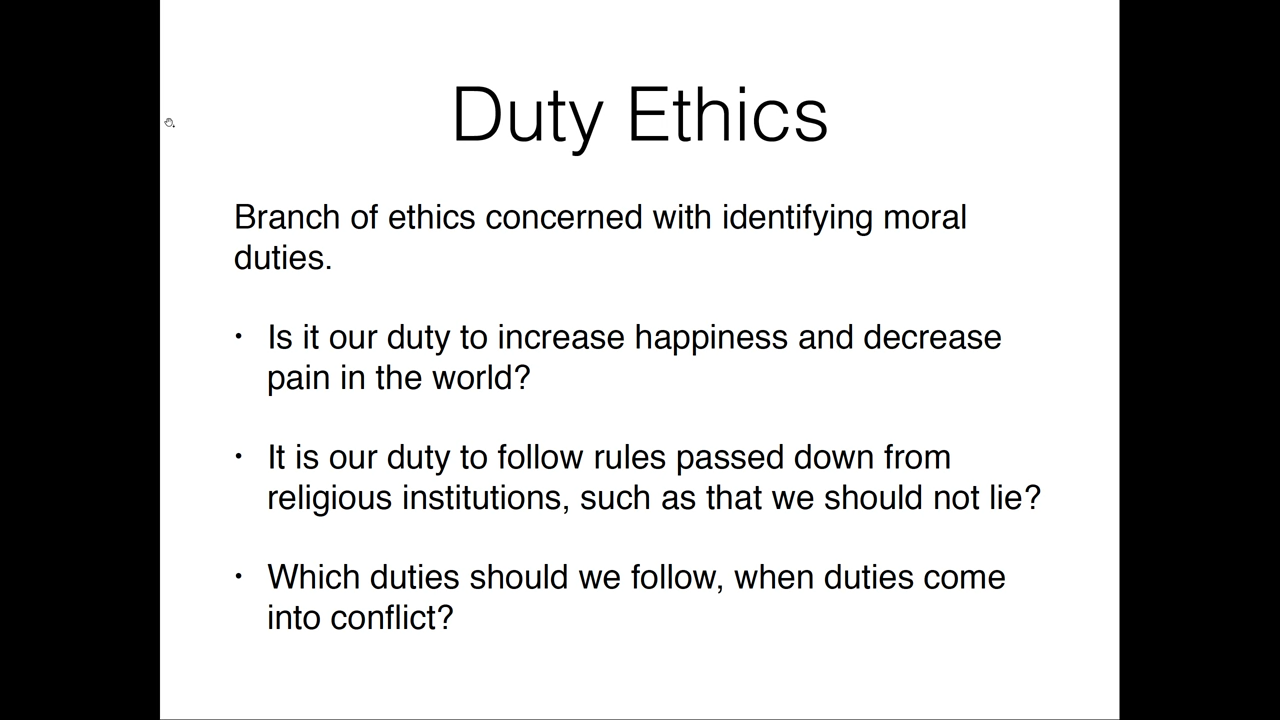 Duty Ethics
Branch of ethics concerned with identifying moral
duties.
• Is it our duty to increase happiness and decrease
pain in the world?
• It is our duty to follow rules passed down from
religious institutions, such as that we should not lie?
• Which duties should we follow, when duties come
into conflict?